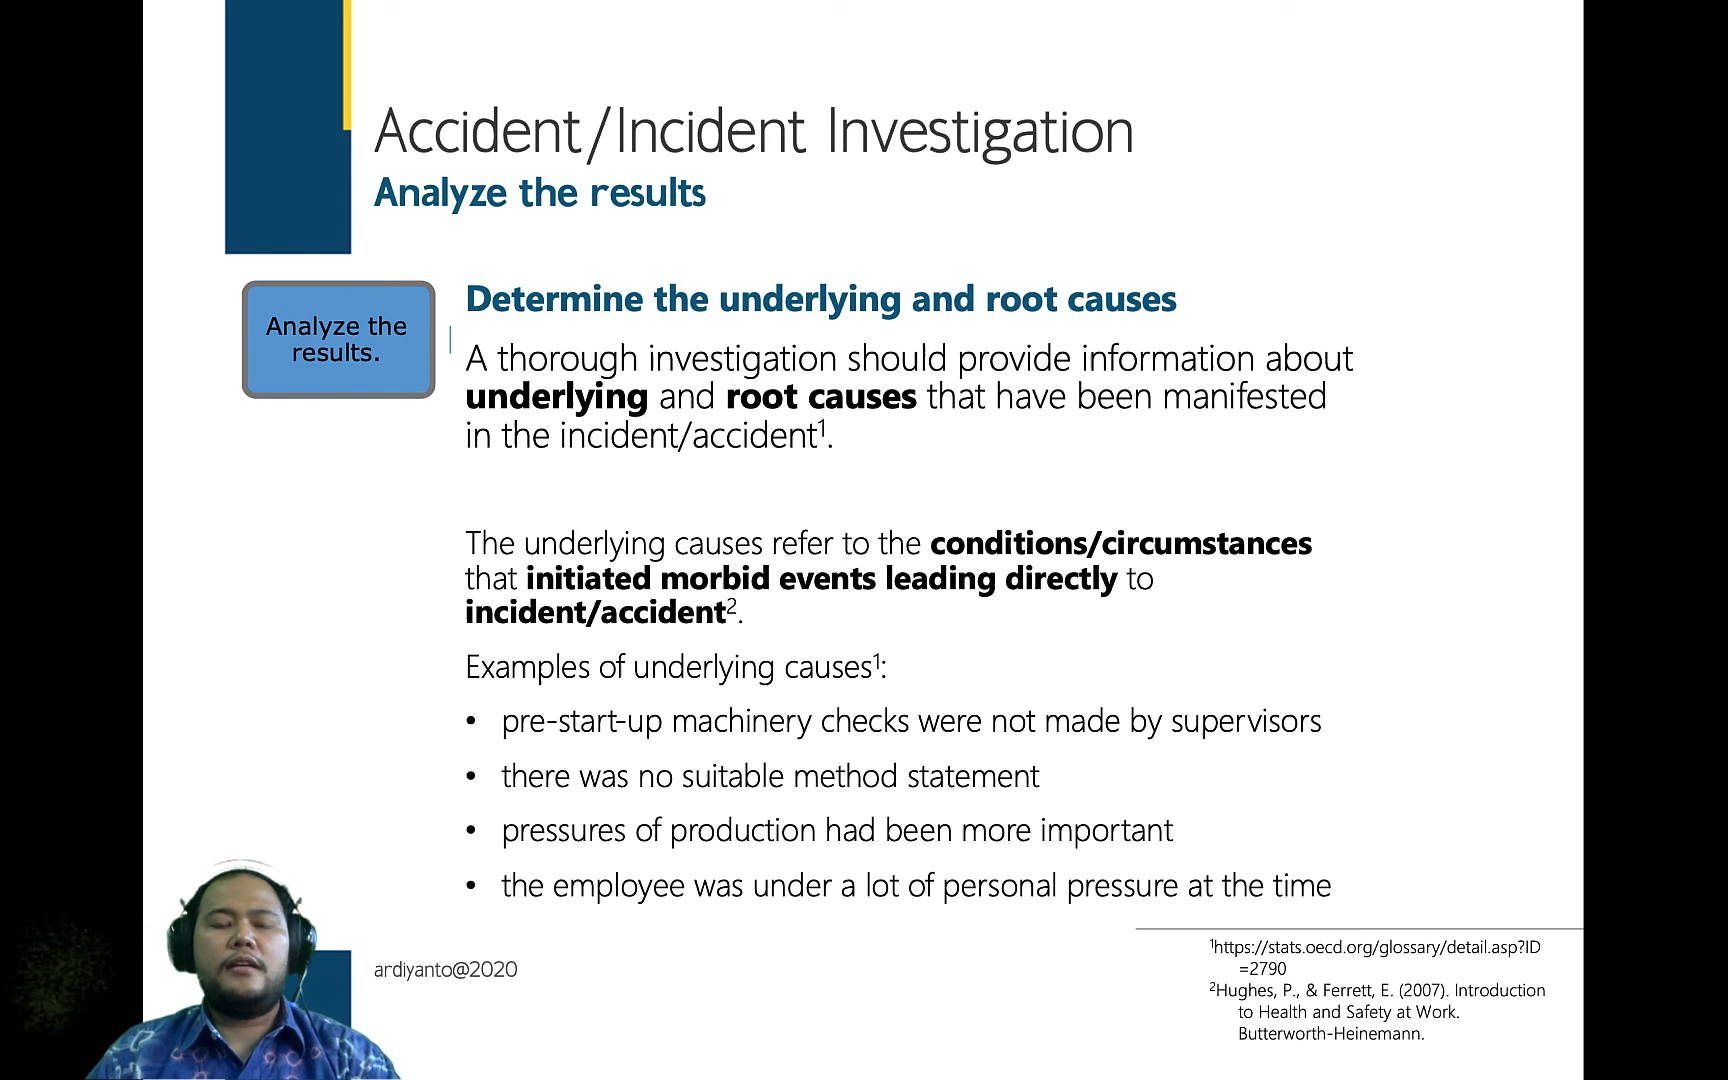 Accident/Incident Investigation
Analyze the results
Analyze the
results.
Determine the underlying and root causes
A thorough investigation should provide information about
underlying and root causes that have been manifested
in the incident/accident¹.
The underlying causes refer to the conditions/circumstances
that initiated morbid events leading directly to
incident/accident².
Examples of underlying causes¹:
• pre-start-up machinery checks were not made by supervisors
• there was no suitable method statement
• pressures of production had been more important
• the employee was under a lot of personal pressure at the time
ardiyanto@2020
¹https://stats.oecd.org/glossary/detail.asp?ID
=2790
²Hughes, P., & Ferrett, E. (2007). Introduction
to Health and Safety at Work.
Butterworth-Heinemann.